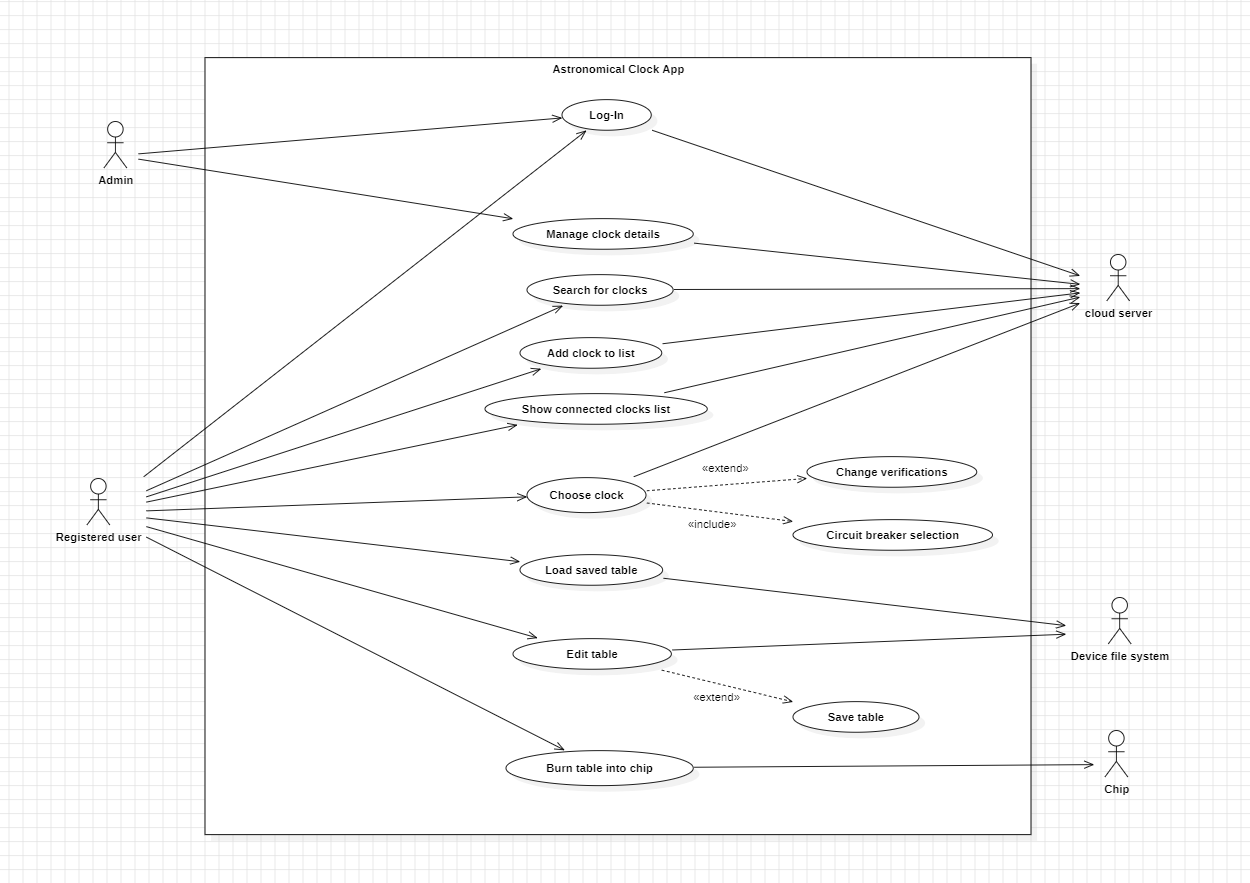 Astronomical Clock App
Log-In
Admin
Manage clock details
Search for clocks
cloud server
Add clock to list
Show connected clocks list
«extend»
Change verifications
Choose clock
«include»
Circuit breaker selection
Registered user
Load saved table
Edit table
Device file system
«extend»
Save table
Burn table into chip
Chip